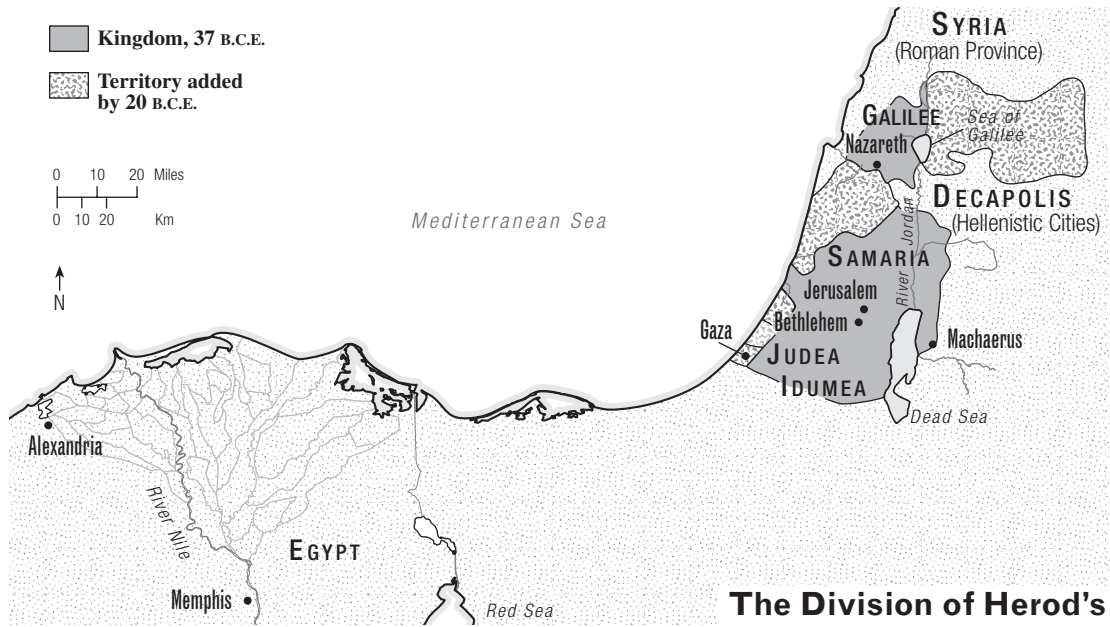 Kingdom, 37 B.C.E.
Territory added
by 20 B.C.E.
0 10 20 Miles
0 10 20 Km
N
Mediterranean Sea
SYRIA
(Roman Province)
GALILEE
Sea of
Galilee
Nazareth
DECAPOLIS
(Hellenistic Cities)
River Jordan
SAMARIA
Jerusalem
Bethlehem
Gaza
JUDEA
Machaerus
IDUMEA
Dead Sea
Alexandria
River Nile
EGYPT
Memphis
Red Sea
The Division of Herod's